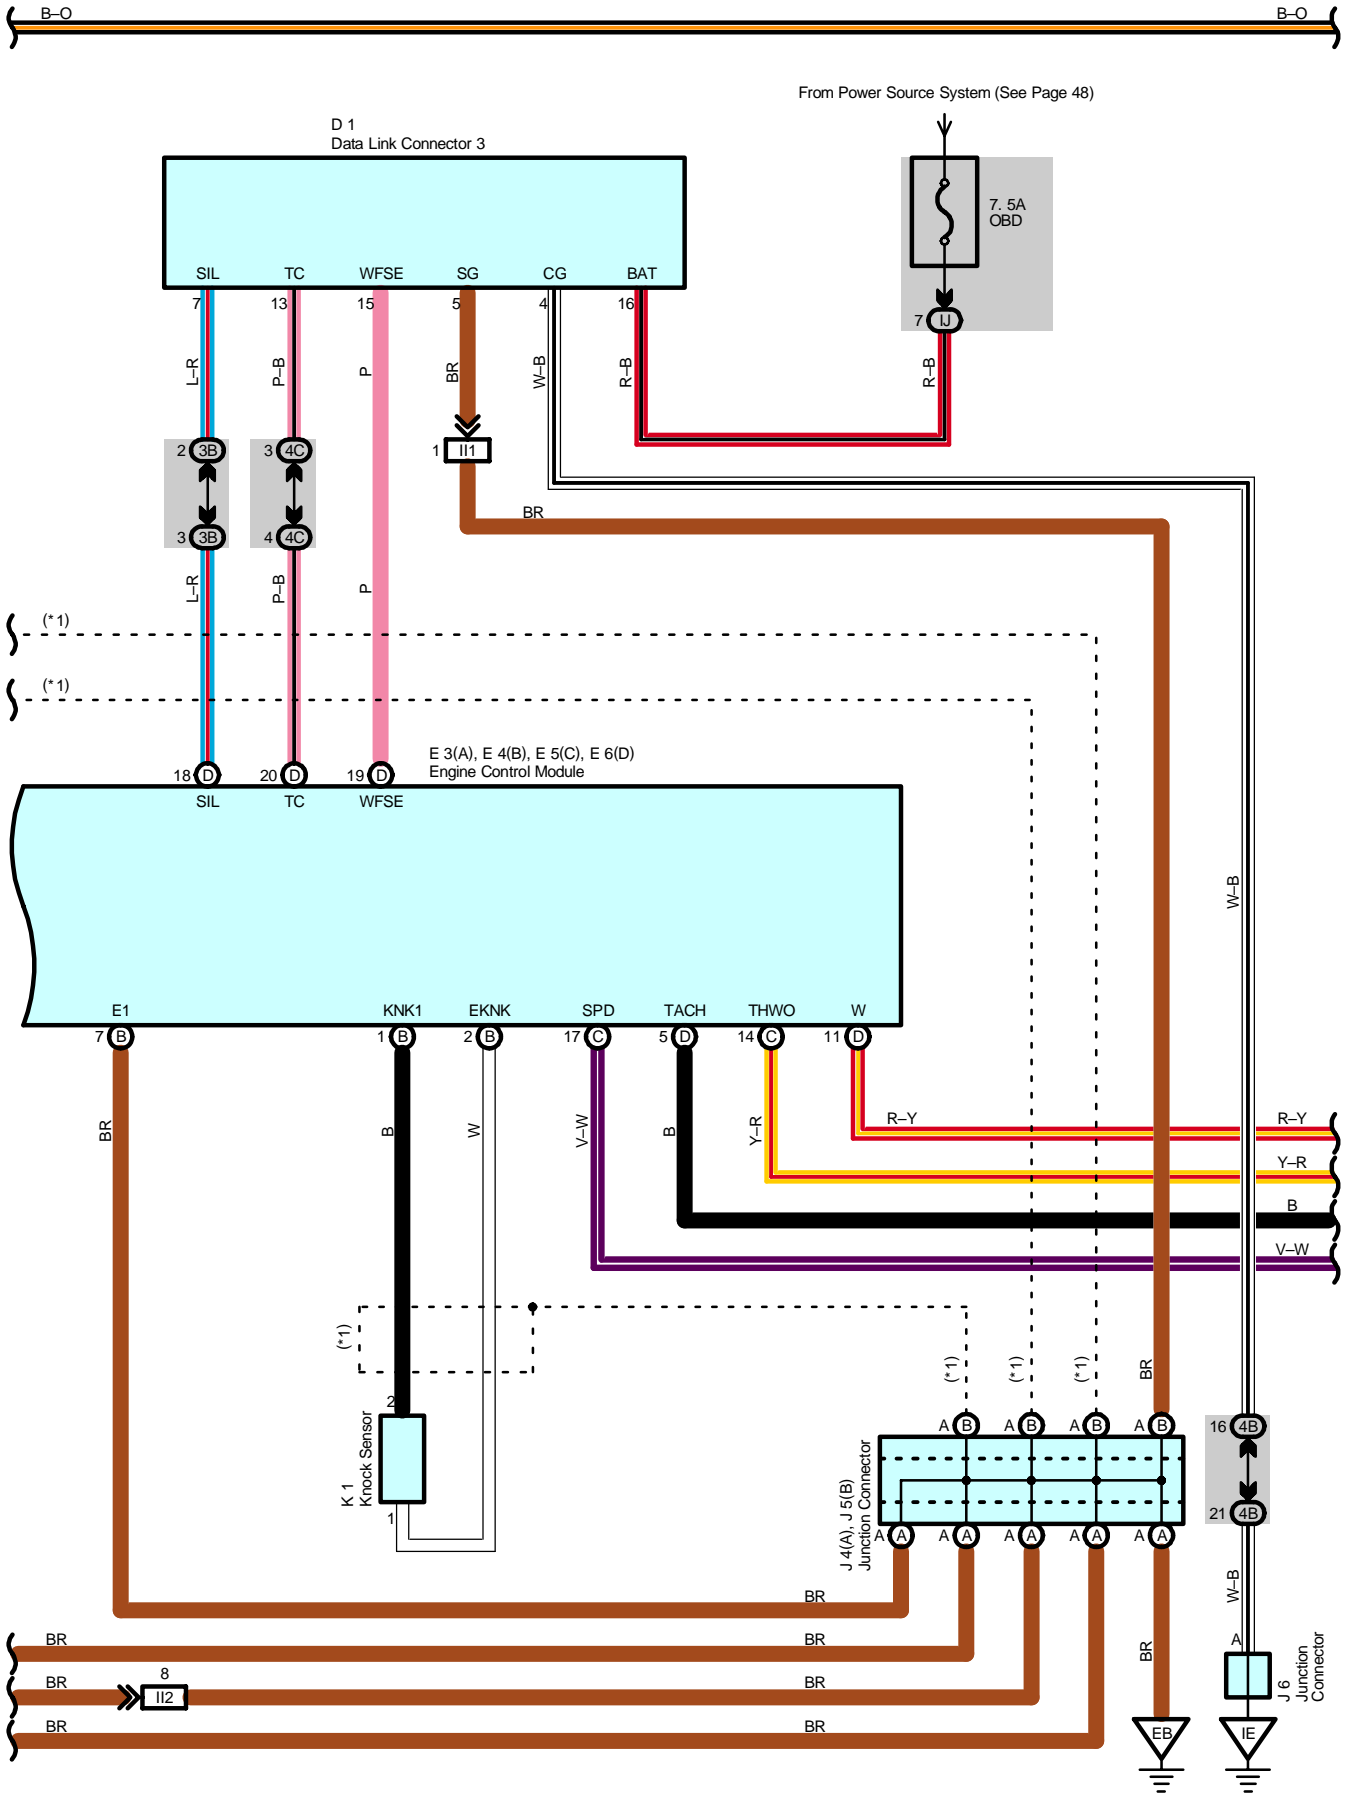 B–O B–O
From Power Source System (See Page 48)
D 1
Data Link Connector 3
7. 5A
OBD
SIL TC WFSE SG CG BAT
7 13 15 5 4 16
7 IJ
L–R P–B P BR W–B R–B R–B
2 3B 3 4C 1 II1
BR
3 3B 4 4C
L–R P–B P
(*1)
(*1)
E 3(A), E 4(B), E 5(C), E 6(D)
Engine Control Module
18 D 20 D 19 D
SIL TC WFSE
W–B
E1 KNK1 EKNK SPD TACH THWO W
7 B 1 B 2 B 17 C 5 D 14 C 11 D
BR B W V–W B Y–R
R–Y R–Y
Y–R
B
V–W
(*1) (*1) (*1) (*1) BR
2
K 1
Knock Sensor
1
A B A B A B A B
16 4B
J 4(A), J 5(B)
Junction Connector
21 4B
A A A A A A A A A A
W–B
BR
BR BR
BR 8 II2 BR
BR BR
BR
A
J 6
Junction
Connector
EB IE